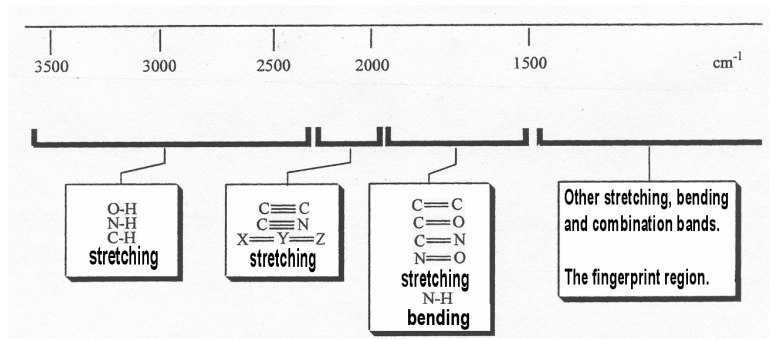 3500 3000 2500 2000 1500 cm-1
O-H
N-H
C-H
stretching
C≡C
C≡N
X=Y=Z
stretching
C=C
C=O
C=N
N=O
stretching
N-H
bending
Other stretching, bending
and combination bands.
The fingerprint region.